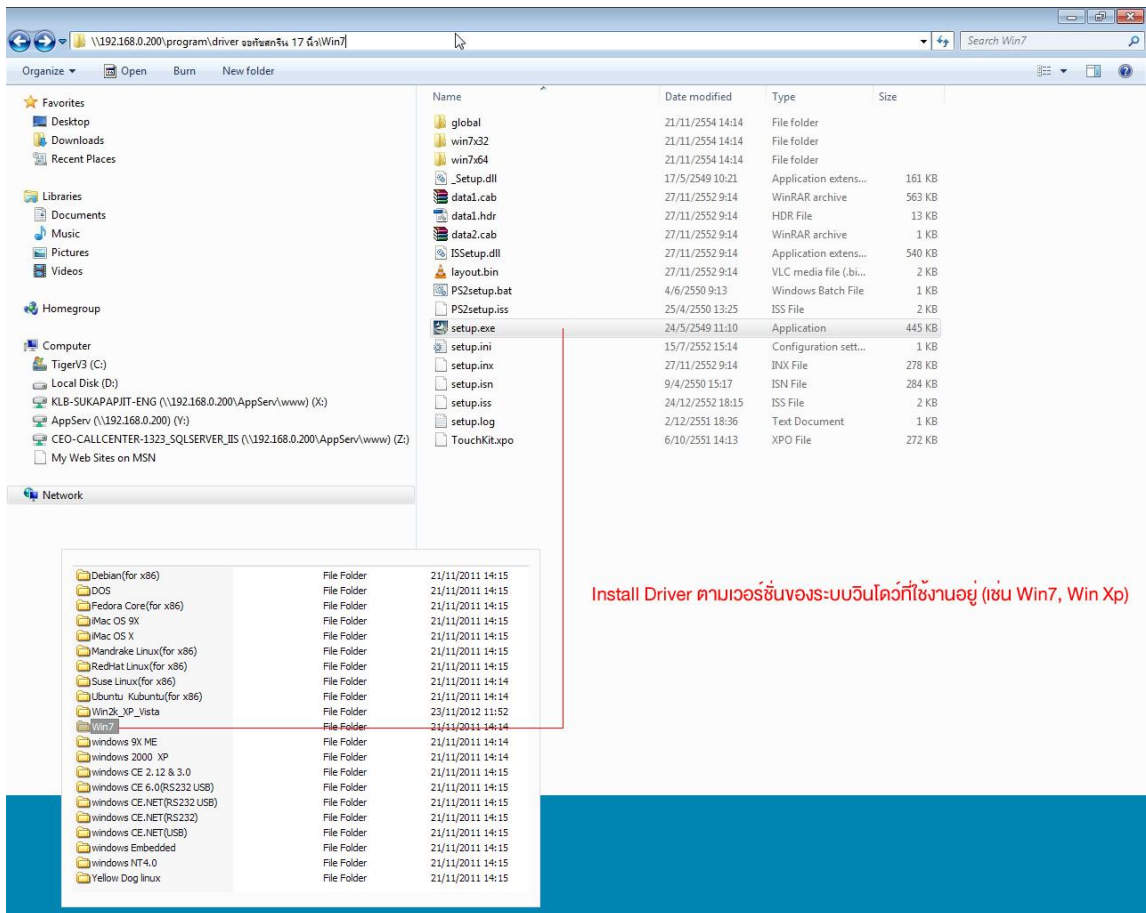 \\192.168.0.200\program\driver จอทัชสกรีน 17 นิ้ว\Win7
Search Win7
Organize
Open
Burn
New folder
Favorites
Desktop
Downloads
Recent Places
Libraries
Documents
Music
Pictures
Videos
Homegroup
Computer
TigerV3 (C:)
Local Disk (D:)
KLB-SUKAPAPJIT-ENG (\\192.168.0.200\AppServ\www) (X:)
AppServ (\\192.168.0.200) (Y:)
CEO-CALLCENTER-1323_SQLSERVER_IIS (\\192.168.0.200\AppServ\www) (Z:)
My Web Sites on MSN
Network
Name Date modified Type Size
global 21/11/2554 14:14 File folder
win7x32 21/11/2554 14:14 File folder
win7x64 21/11/2554 14:14 File folder
_Setup.dll 17/5/2549 10:21 Application extens... 161 KB
data1.cab 27/11/2552 9:14 WinRAR archive 563 KB
data1.hdr 27/11/2552 9:14 HDR File 13 KB
data2.cab 27/11/2552 9:14 WinRAR archive 1 KB
ISSetup.dll 27/11/2552 9:14 Application extens... 540 KB
layout.bin 27/11/2552 9:14 VLC media file (.bi... 2 KB
PS2setup.bat 4/6/2550 9:13 Windows Batch File 1 KB
PS2setup.iss 25/4/2550 13:25 ISS File 2 KB
setup.exe 24/5/2549 11:10 Application 445 KB
setup.ini 15/7/2552 15:14 Configuration sett... 1 KB
setup.inx 27/11/2552 9:14 INX File 278 KB
setup.isn 9/4/2550 15:17 ISN File 284 KB
setup.iss 24/12/2552 18:15 ISS File 2 KB
setup.log 2/12/2551 18:36 Text Document 1 KB
TouchKit.xpo 6/10/2551 14:13 XPO File 272 KB
Install Driver ตามเวอร์ชั่นของระบบวินโดว์ที่ใช้งานอยู่ (เช่น Win7, Win Xp)
Debian(for x86) File Folder 21/11/2011 14:15
DOS File Folder 21/11/2011 14:15
Fedora Core(for x86) File Folder 21/11/2011 14:15
iMac OS 9X File Folder 21/11/2011 14:15
iMac OS X File Folder 21/11/2011 14:15
Mandrake Linux(for x86) File Folder 21/11/2011 14:15
RedHat Linux(for x86) File Folder 21/11/2011 14:15
Suse Linux(for x86) File Folder 21/11/2011 14:14
Ubuntu Kubuntu(for x86) File Folder 21/11/2011 14:14
Win2k_XP_Vista File Folder 23/11/2012 11:52
Win7 File Folder 21/11/2011 14:14
windows 9X ME File Folder 21/11/2011 14:14
windows 2000 XP File Folder 21/11/2011 14:14
windows CE 2.12 & 3.0 File Folder 21/11/2011 14:15
windows CE 6.0(RS232 USB) File Folder 21/11/2011 14:15
windows CE.NET(RS232 USB) File Folder 21/11/2011 14:15
windows CE.NET(RS232) File Folder 21/11/2011 14:15
windows CE.NET(USB) File Folder 21/11/2011 14:15
windows Embedded File Folder 21/11/2011 14:15
windows NT4.0 File Folder 21/11/2011 14:15
Yellow Dog linux File Folder 21/11/2011 14:15